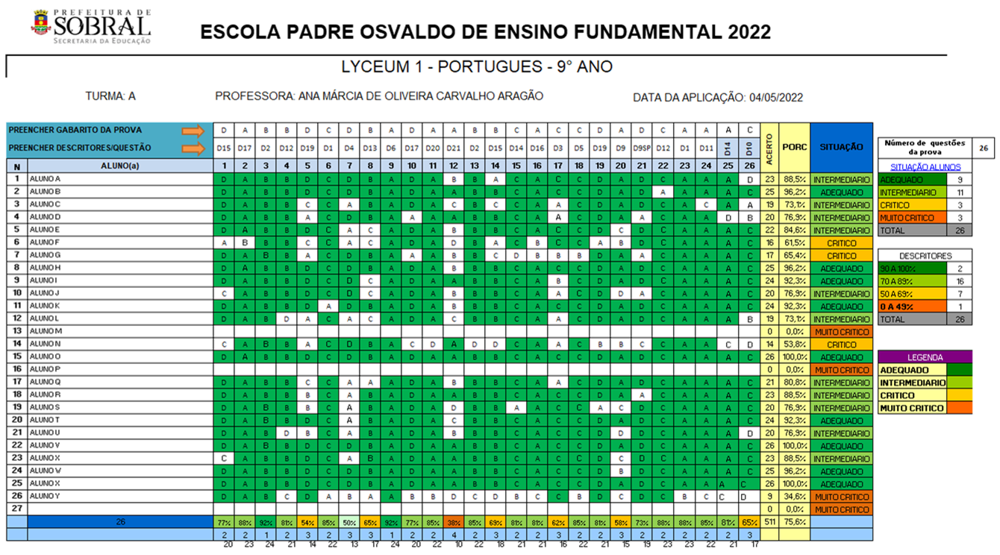 PREFEITURA DE
SOBRAL
SECRETARIA DA EDUCAÇÃO
ESCOLA PADRE OSVALDO DE ENSINO FUNDAMENTAL 2022
LYCEUM 1 - PORTUGUES - 9° ANO
TURMA: A PROFESSORA: ANA MÁRCIA DE OLIVEIRA CARVALHO ARAGÃO DATA DA APLICAÇÃO: 04/05/2022
PREENCHER GABARITO DA PROVA D A B B D C D B A D A A B B C A C C D A D C A A A C ACERTO PORC SITUAÇÃO
PREENCHER DESCRITORES/QUESTÃO D15 D17 D2 D12 D19 D1 D4 D13 D6 D17 D20 D21 D2 D15 D14 D16 D3 D5 D19 D9 D9SP D12 D1 D11 D14 D10
N ALUNO(a) 1 2 3 4 5 6 7 8 9 10 11 12 13 14 15 16 17 18 19 20 21 22 23 24 25 26
1 ALUNO A D A B B D C D B A D A B B A C A C C D A D C A A A D 23 88,5% INTERMEDIARIO
2 ALUNO B D A B B D C D B A D A A B B C A C C D A D A A A A C 25 96,2% ADEQUADO
3 ALUNO C D A B B C C A B A D A C B C C A A C D A D C A C A A 19 73,1% INTERMEDIARIO
4 ALUNO D D A B B A C D B A A A A B B C A A C D A A C A A D B 20 76,9% INTERMEDIARIO
5 ALUNO E D A B B D C A C A D A B B B C A C C D C D C A A A C 22 84,6% INTERMEDIARIO
6 ALUNO F A B B B C C A C A D A D B A C B C C A B D C A A A C 16 61,5% CRITICO
7 ALUNO G D A B B A C D B A A A B B C D B B B D A A C A A A C 17 65,4% CRITICO
8 ALUNO H D A B B D C D B A D A B B B C A C C D A D C A A A C 25 96,2% ADEQUADO
9 ALUNO I D A B B D C D C A D A A B B C A B C D A D C A A A C 24 92,3% ADEQUADO
10 ALUNO J C A B B D C D C A D A B B B C A A C D D A C A A A C 20 76,9% INTERMEDIARIO
11 ALUNO K D A B B D A D B A D A B B B C A C C D A D C A A A C 24 92,3% ADEQUADO
12 ALUNO L D A B D A C A C A D A C B B C A A C D A D C A A A B 19 73,1% INTERMEDIARIO
13 ALUNO M 0 0,0% MUITO CRITICO
14 ALUNO N C A B B A C D B A C D A D D C A A C B B C C A A C D 14 53,8% CRITICO
15 ALUNO O D A B B D C D B A D A A B B C A C C D A D C A A A C 26 100,0% ADEQUADO
16 ALUNO P 0 0,0% MUITO CRITICO
17 ALUNO Q D A B B C C A A A D A B B B C A A C D A D C A A A C 21 80,8% INTERMEDIARIO
18 ALUNO R D A B B B C A B A D A A B B C A C C D A A C A A A C 23 88,5% INTERMEDIARIO
19 ALUNO S D A B B B C A B A D A D B B A A C C A C D C A A A C 20 76,9% INTERMEDIARIO
20 ALUNO T D A B B D C A B A D A C B B C A C C D A D C A A A C 24 92,3% ADEQUADO
21 ALUNO U D A B D B C A B A D A B B B C A C C D D D C A A A D 20 76,9% INTERMEDIARIO
22 ALUNO V D A B B D C D B A D A A B B C A C C D A D C A A A C 26 100,0% ADEQUADO
23 ALUNO X C A B B D C A B A D A A B B C A C C D C D C A A A C 23 88,5% INTERMEDIARIO
24 ALUNO W D A B B D C D B A D A A B B C A C C D B D C A A A C 25 96,2% ADEQUADO
25 ALUNO X D A B B D C D B A D A A B B C A C C D A D C A A A C 26 100,0% ADEQUADO
26 ALUNO Y D A B C D A B A A B B D C D B C C B D C D C B C C D 9 34,6% MUITO CRITICO
27 0 0,0% MUITO CRITICO
26 77% 88% 92% 81% 54% 85% 50% 65% 92% 77% 85% 38% 85% 69% 81% 81% 62% 85% 81% 58% 73% 88% 88% 85% 81% 65% 511 75,6%
2 2 1 2 3 2 3 3 1 2 2 4 2 3 2 2 3 2 2 3 2 2 2 2 2 3
20 23 24 21 14 22 13 17 24 20 22 10 22 18 21 21 16 22 21 15 19 23 23 22 21 17
Número de questões da prova 26
SITUAÇÃO ALUNOS
ADEQUADO 9
INTERMEDIARIO 11
CRITICO 3
MUITO CRITICO 3
TOTAL 26
DESCRITORES
90 A 100% 2
70 A 89% 16
50 A 69% 7
0 A 49% 1
TOTAL 26
LEGENDA
ADEQUADO
INTERMEDIARIO
CRITICO
MUITO CRITICO